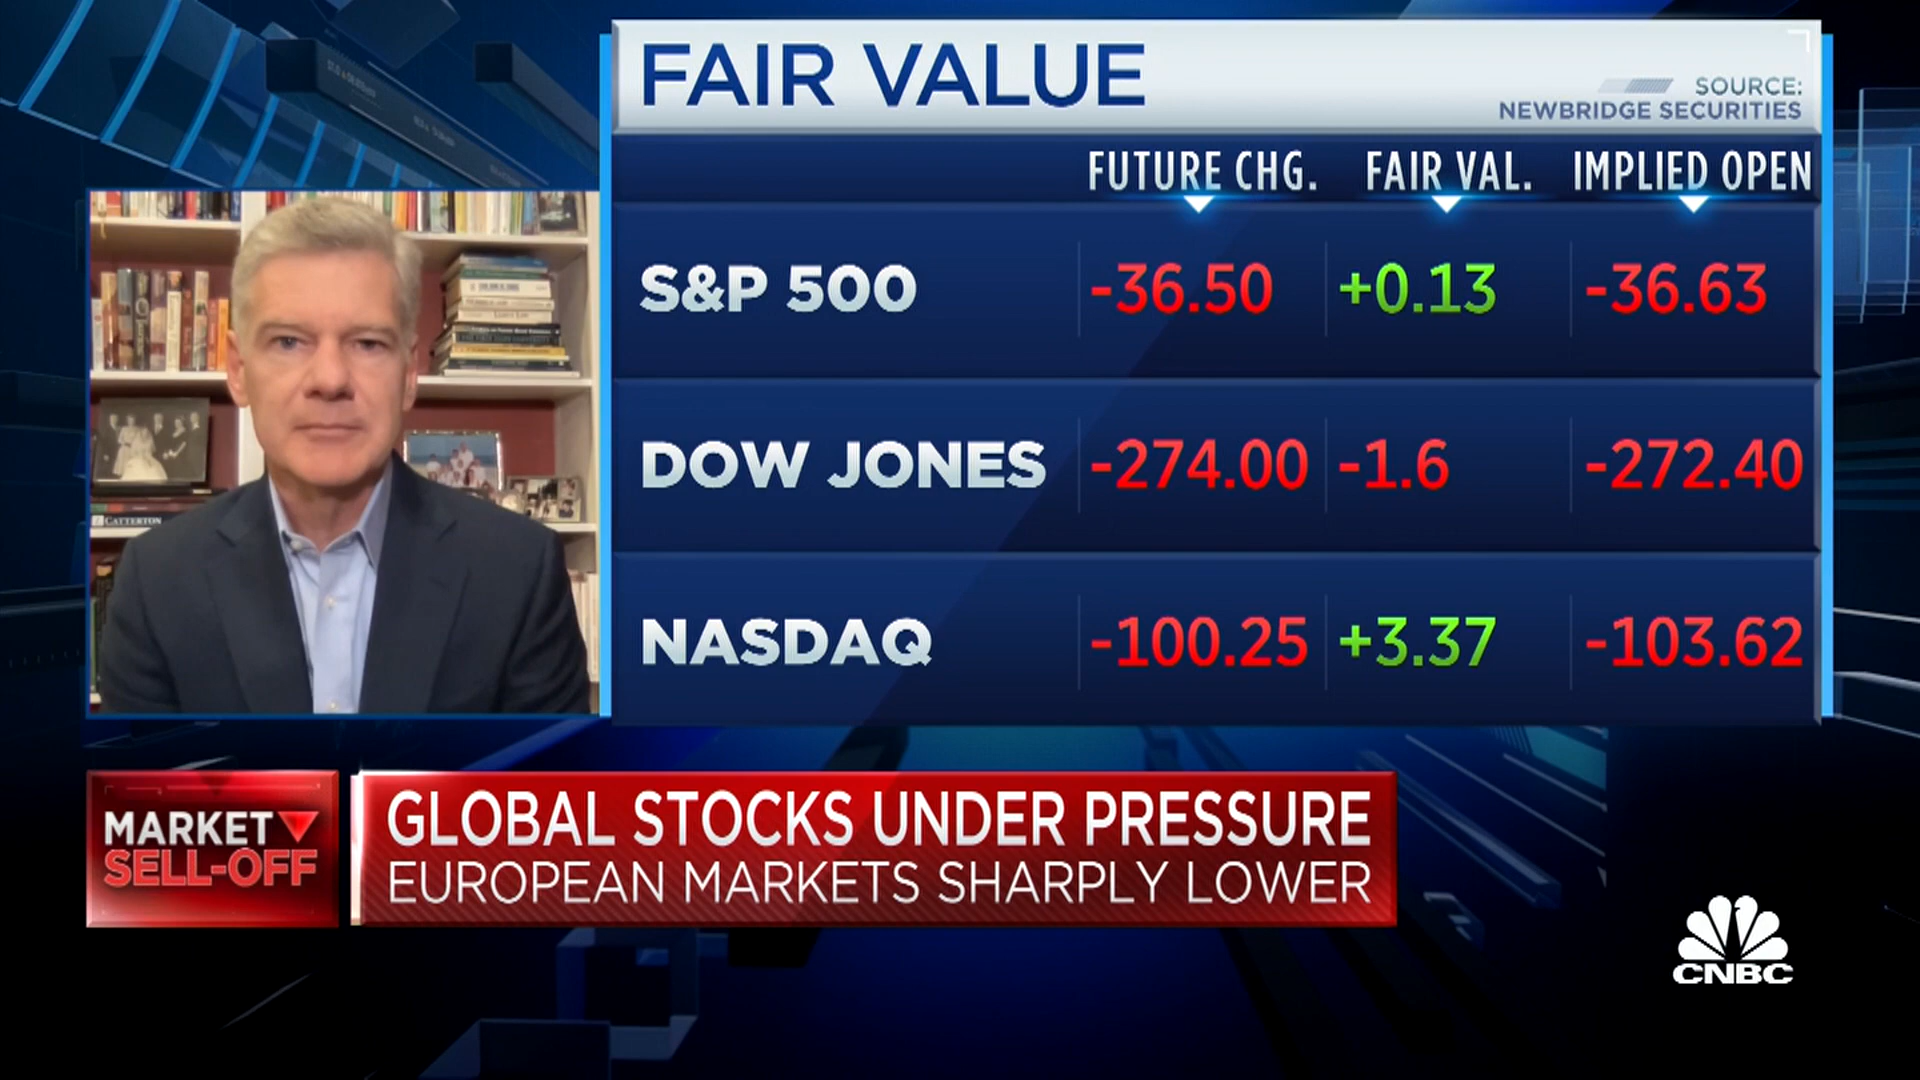 FAIR VALUE
SOURCE:
NEWBRIDGE SECURITIES
FUTURE CHG. FAIR VAL. IMPLIED OPEN
S&P 500 -36.50 +0.13 -36.63
DOW JONES -274.00 -1.6 -272.40
NASDAQ -100.25 +3.37 -103.62
CATTERTON
MARKET
SELL-OFF
GLOBAL STOCKS UNDER PRESSURE
EUROPEAN MARKETS SHARPLY LOWER
CNBC